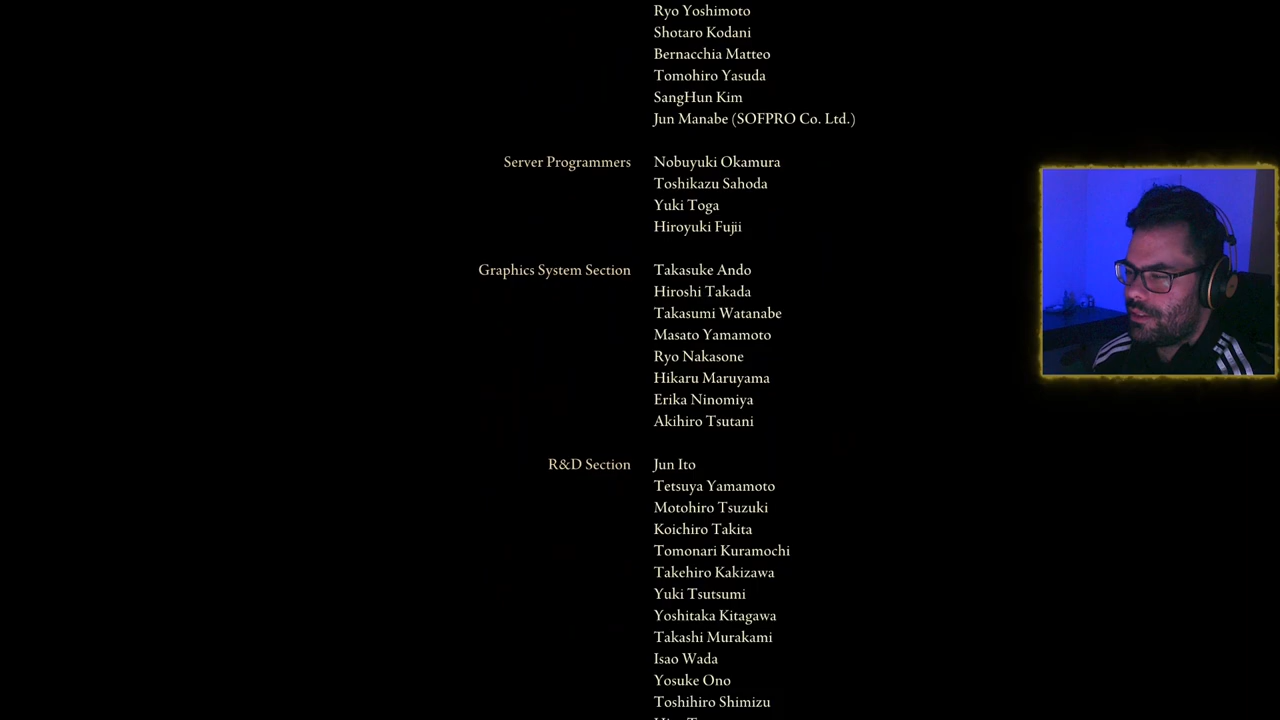 Ryo Yoshimoto
Shotaro Kodani
Bernacchia Matteo
Tomohiro Yasuda
SangHun Kim
Jun Manabe (SOFPRO Co. Ltd.)
Server Programmers Nobuyuki Okamura
Toshikazu Sahoda
Yuki Toga
Hiroyuki Fujii
Graphics System Section Takasuke Ando
Hiroshi Takada
Takasumi Watanabe
Masato Yamamoto
Ryo Nakasone
Hikaru Maruyama
Erika Ninomiya
Akihiro Tsutani
R&D Section Jun Ito
Tetsuya Yamamoto
Motohiro Tsuzuki
Koichiro Takita
Tomonari Kuramochi
Takehiro Kakizawa
Yuki Tsutsumi
Yoshitaka Kitagawa
Takashi Murakami
Isao Wada
Yosuke Ono
Toshihiro Shimizu